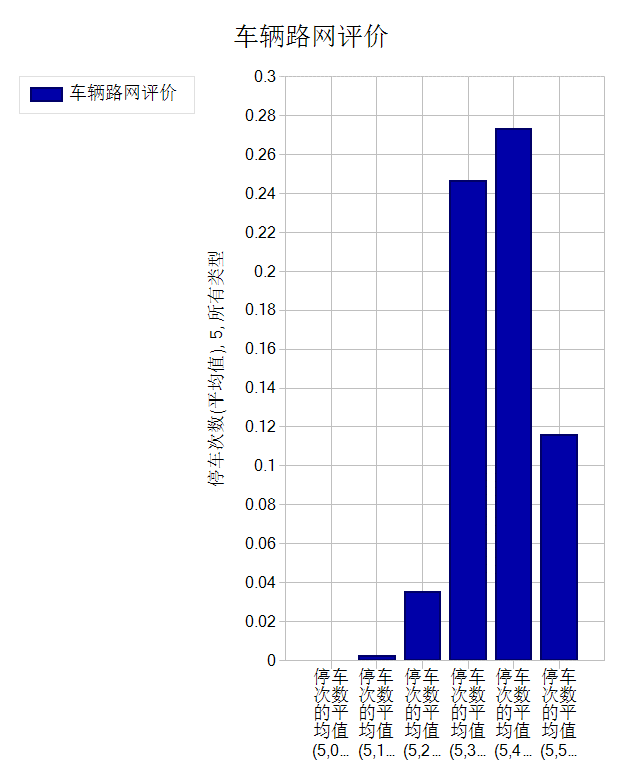 车辆路网评价
车辆路网评价
停车次数(平均值), 5, 所有类型
0.3
0.28
0.26
0.24
0.22
0.2
0.18
0.16
0.14
0.12
0.1
0.08
0.06
0.04
0.02
0
停车
次数
的平
均值
(5,0...
停车
次数
的平
均值
(5,1...
停车
次数
的平
均值
(5,2...
停车
次数
的平
均值
(5,3...
停车
次数
的平
均值
(5,4...
停车
次数
的平
均值
(5,5...